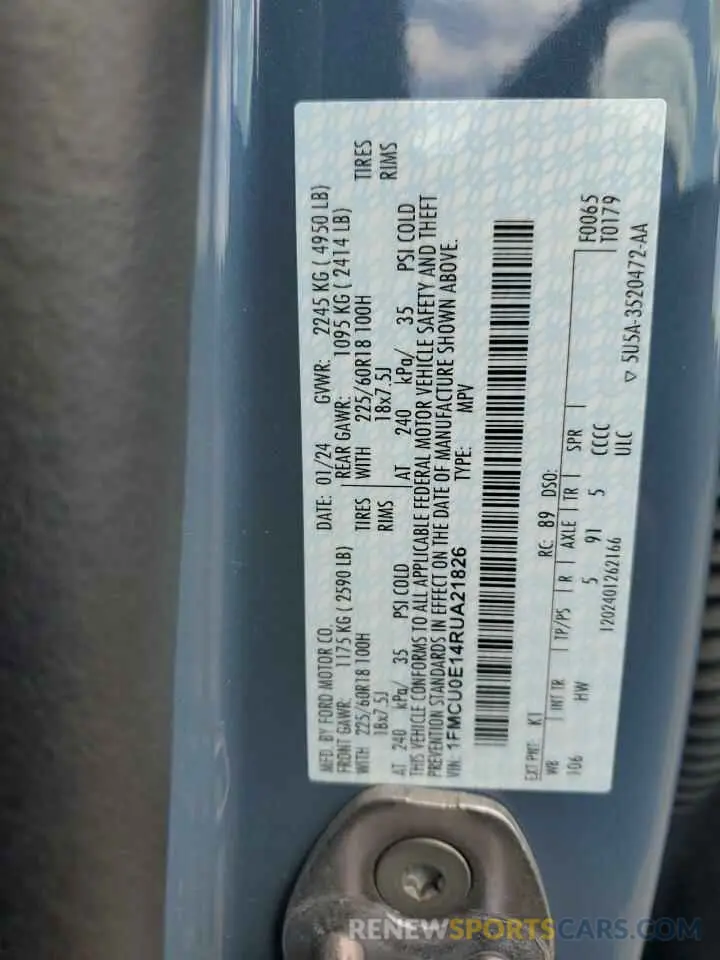 MFD. BY FORD MOTOR CO.
DATE: 01/24 GVWR: 2245 KG ( 4950 LB)
FRONT GAWR: 1175 KG ( 2590 LB) REAR GAWR: 1095 KG ( 2414 LB)
WITH 225/60R18 100H TIRES WITH 225/60R18 100H TIRES
18x7.5J RIMS 18x7.5J RIMS
AT 240 kPa/ 35 PSI COLD AT 240 kPa/ 35 PSI COLD
THIS VEHICLE CONFORMS TO ALL APPLICABLE FEDERAL MOTOR VEHICLE SAFETY AND THEFT
PREVENTION STANDARDS IN EFFECT ON THE DATE OF MANUFACTURE SHOWN ABOVE.
VIN: 1FMCU0E14RUA21826 TYPE: MPV
EXT PNT: K1 RC: 89 DSO: F0065
WB INT TR TP/PS R AXLE TR SPR T0179
106 HW 5 91 5 CCCC
1202401262166 ULC ▽ 5U5A-3520472-AA
RENEWSPORTSCARS.COM